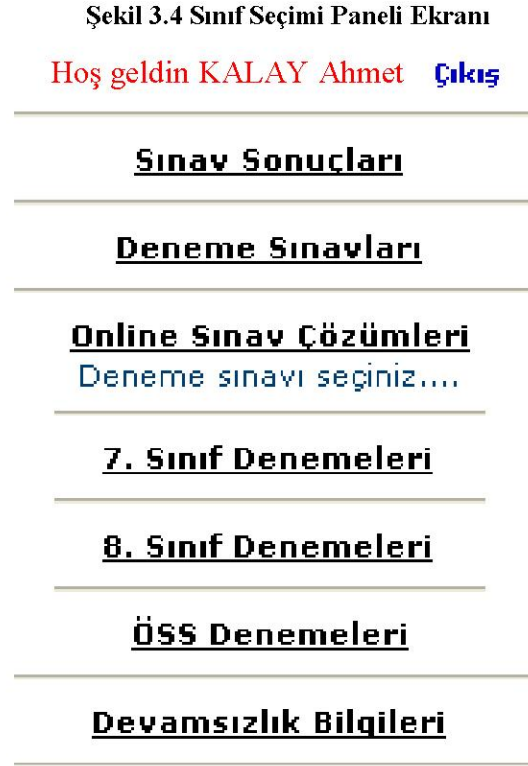 Şekil 3.4 Sınıf Seçimi Paneli Ekranı
Hoş geldin KALAY Ahmet Çıkış
Sınav Sonuçları
Deneme Sınavları
Online Sınav Çözümleri
Deneme sınavı seçiniz....
7. Sınıf Denemeleri
8. Sınıf Denemeleri
ÖSS Denemeleri
Devamsızlık Bilgileri